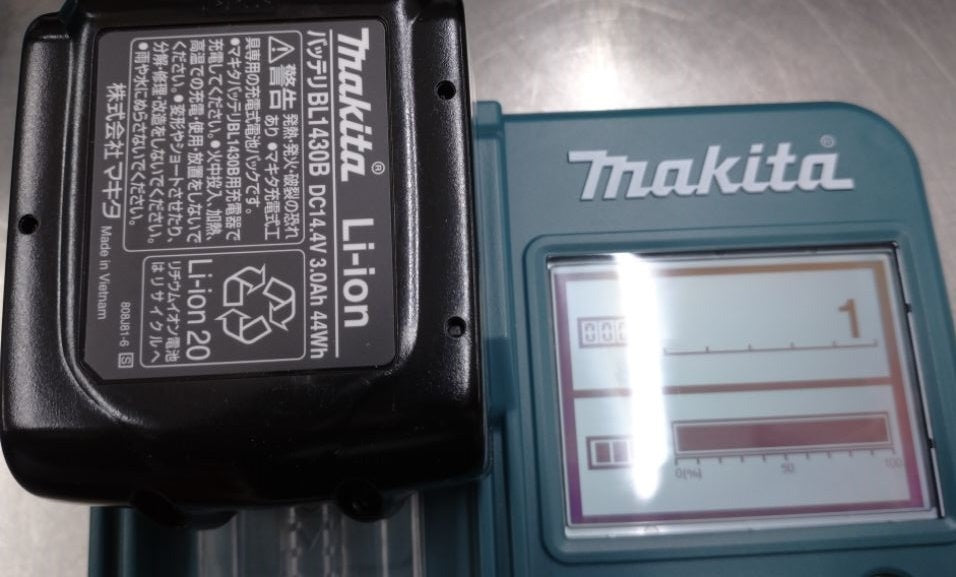 makita® Li-ion
バッテリBL1430B DC14.4V 3.0Ah 44Wh
警告 発熱・発火・破裂の恐れ
あり ●マキタ充電式工
具専用の充電式電池パックです。
●マキタバッテリBL1430B用充電器で
充電してください。●火中投入、加熱、
高温での充電・使用・放置をしないで
ください。●変形やショートさせたり、
分解・修理・改造をしないでください。
●雨や水にぬらさないでください。
株式会社マキタ Made in Vietnam
Li-ion 20
リチウムイオン電池
はリサイクルへ
808J81-6 S
makita®
1
0(%) 50 100